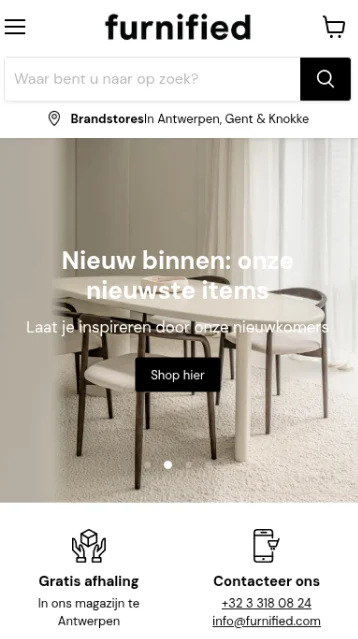 furnified
Waar bent u naar op zoek?
BrandstoresIn Antwerpen, Gent & Knokke
Nieuw binnen: onze
nieuwste items
Laat je inspireren door onze nieuwkomers
Shop hier
Gratis afhaling
In ons magazijn te
Antwerpen
Contacteer ons
+32 3 318 08 24
info@furnified.com